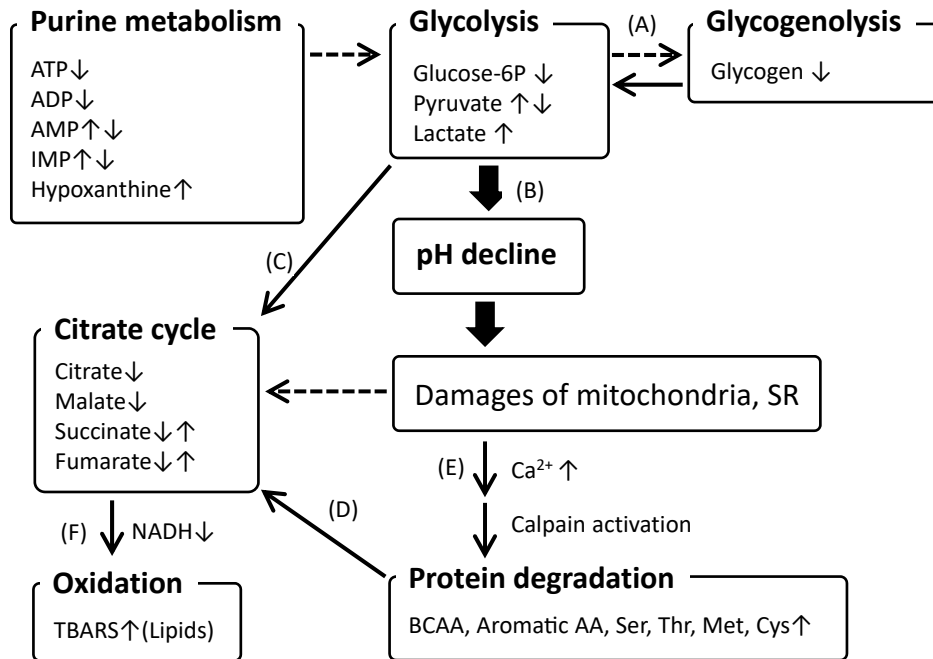 Purine metabolism
ATP↓
ADP↓
AMP↑↓
IMP↑↓
Hypoxanthine↑
Glycolysis
Glucose-6P ↓
Pyruvate ↑↓
Lactate ↑
(A)
Glycogenolysis
Glycogen ↓
(B)
pH decline
(C)
Citrate cycle
Citrate↓
Malate↓
Succinate↓↑
Fumarate↓↑
Damages of mitochondria, SR
(E)
Ca²⁺ ↑
Calpain activation
(D)
(F)
NADH↓
Oxidation
TBARS↑(Lipids)
Protein degradation
BCAA, Aromatic AA, Ser, Thr, Met, Cys↑